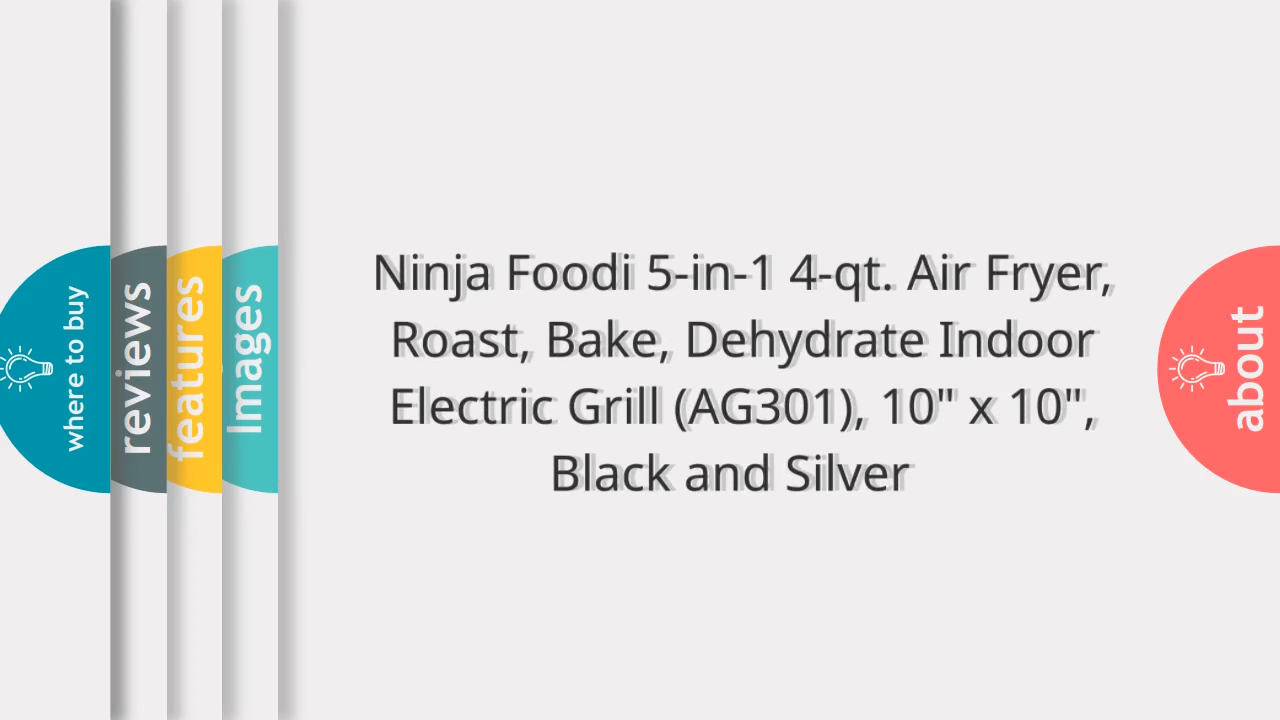 where to buy
reviews
features
Images
Ninja Foodi 5-in-1 4-qt. Air Fryer,
Roast, Bake, Dehydrate Indoor
Electric Grill (AG301), 10" x 10",
Black and Silver
about